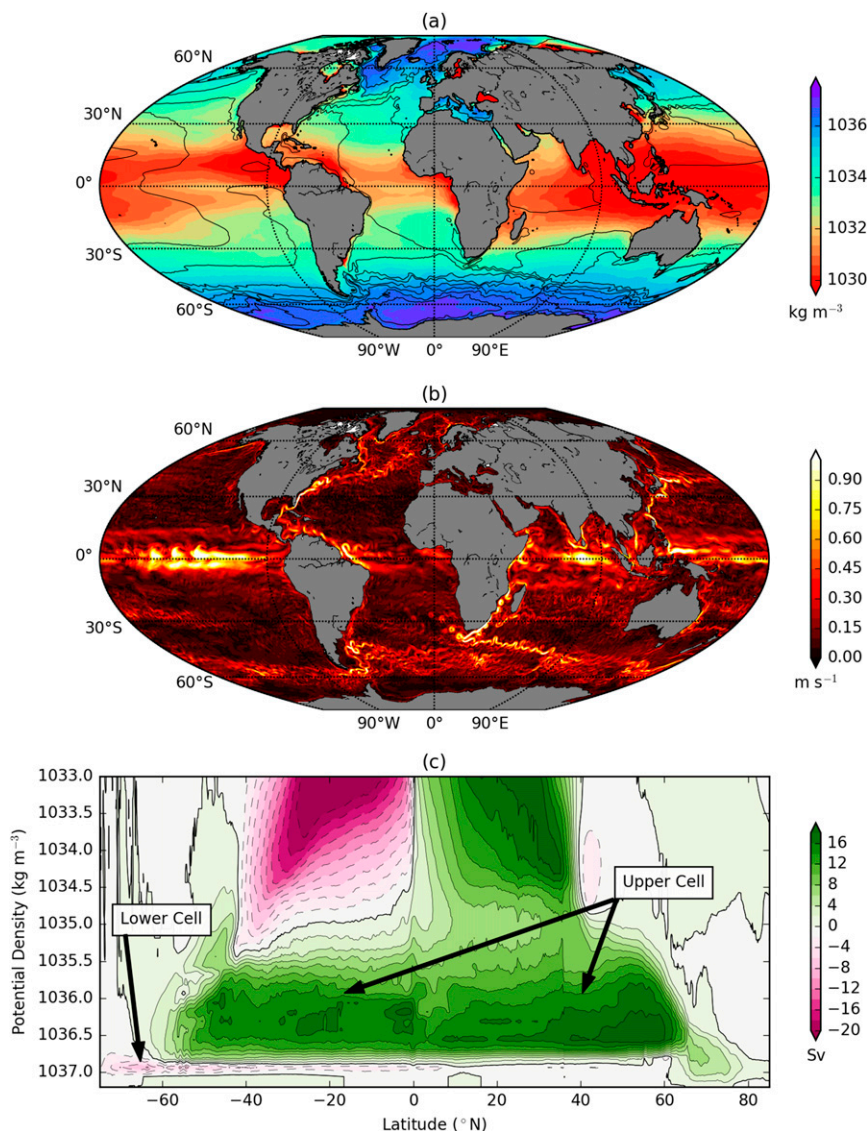 (a)
60°N
30°N
0°
30°S
60°S
90°W 0° 90°E
1036
1034
1032
1030
kg m⁻³
(b)
60°N
30°N
0°
30°S
60°S
90°W 0° 90°E
0.90
0.75
0.60
0.45
0.30
0.15
0.00
m s⁻¹
(c)
Potential Density (kg m⁻³)
1033.0
1033.5
1034.0
1034.5
1035.0
1035.5
1036.0
1036.5
1037.0
Lower Cell
Upper Cell
−60 −40 −20 0 20 40 60 80
Latitude (°N)
16
12
8
4
0
−4
−8
−12
−16
−20
Sv